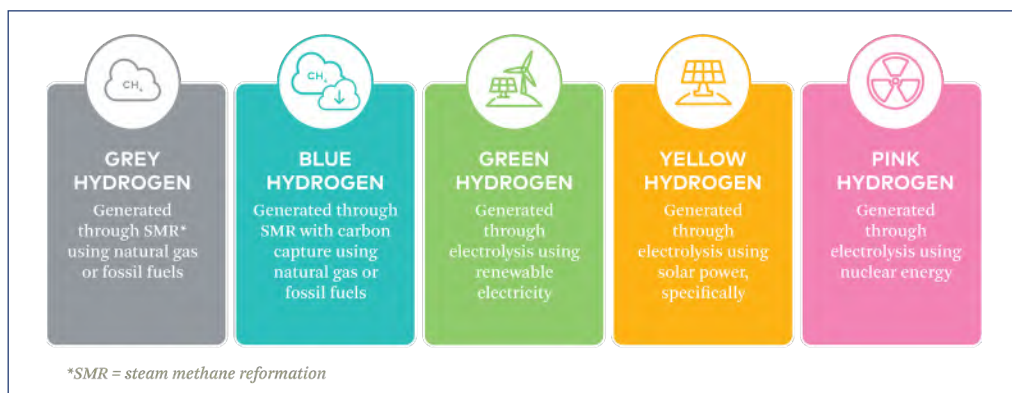 CH₄
GREY
HYDROGEN
Generated
through SMR*
using natural gas
or fossil fuels
CH₄
BLUE
HYDROGEN
Generated through
SMR with carbon
capture using
natural gas or
fossil fuels
GREEN
HYDROGEN
Generated
through
electrolysis using
renewable
electricity
YELLOW
HYDROGEN
Generated
through
electrolysis using
solar power,
specifically
PINK
HYDROGEN
Generated
through
electrolysis using
nuclear energy
*SMR = steam methane reformation